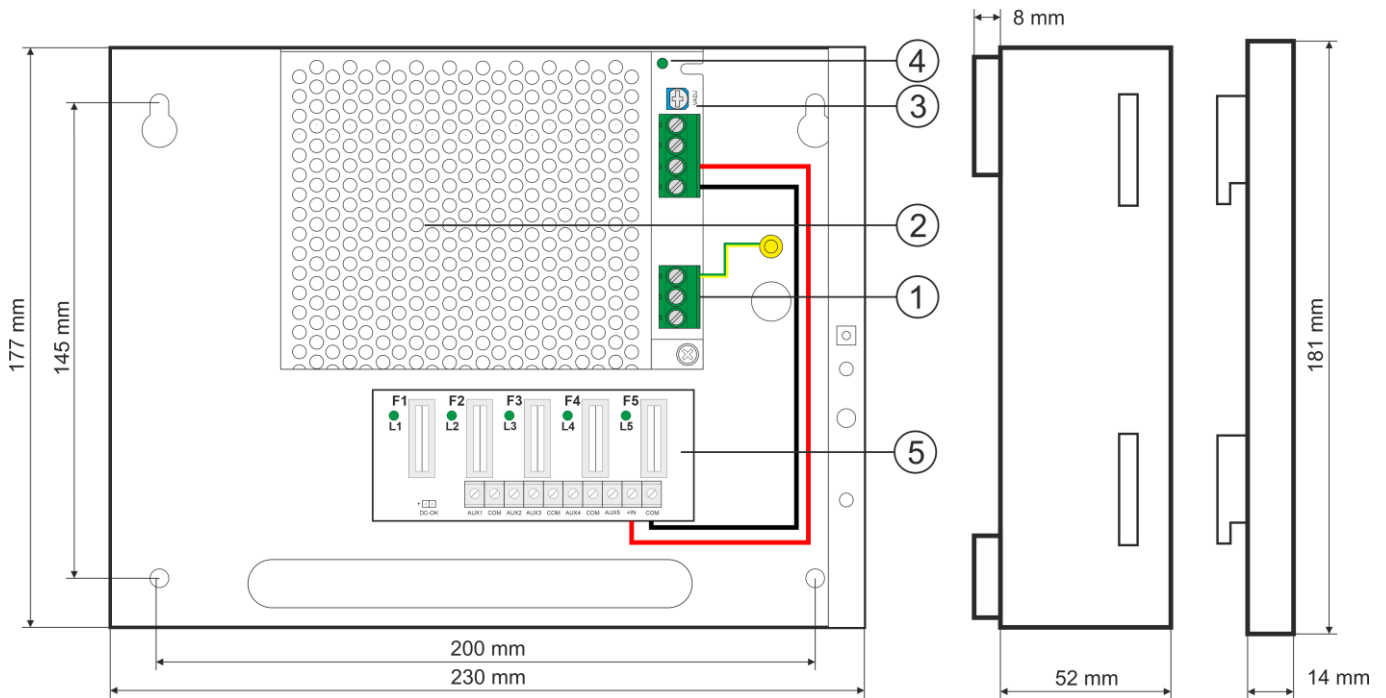 8 mm
4
VADJ
3
2
1
177 mm
145 mm
181 mm
F1 F2 F3 F4 F5
L1 L2 L3 L4 L5
5
+
DC-OK
AUX1 COM AUX2 AUX3 COM AUX4 COM AUX5 +IN COM
200 mm
230 mm
52 mm
14 mm